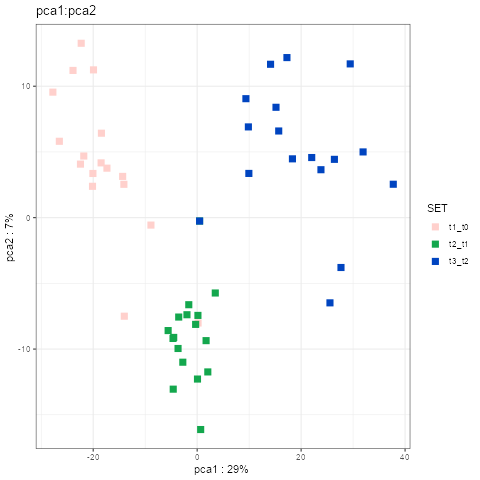 pca1:pca2
10
0
-10
pca2 : 7%
-20
0
20
40
pca1 : 29%
SET
t1_t0
t2_t1
t3_t2